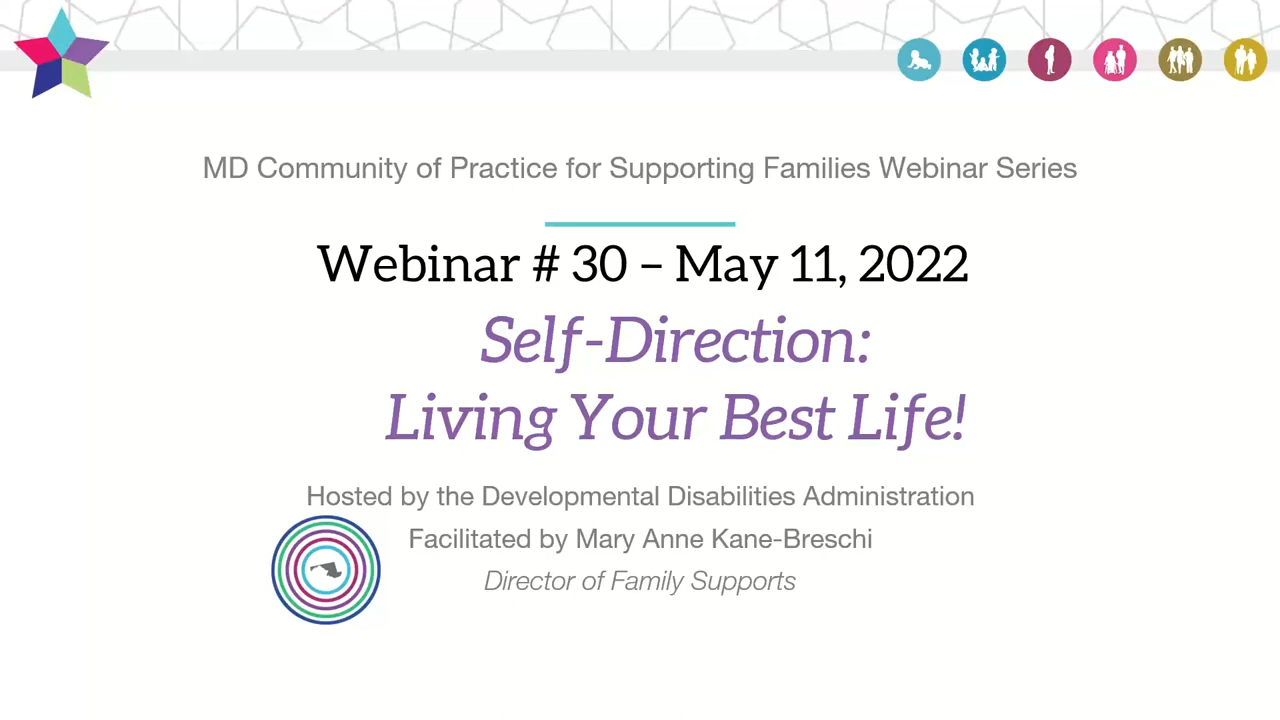 MD Community of Practice for Supporting Families Webinar Series
Webinar # 30 – May 11, 2022
Self-Direction:
Living Your Best Life!
Hosted by the Developmental Disabilities Administration
Facilitated by Mary Anne Kane-Breschi
Director of Family Supports